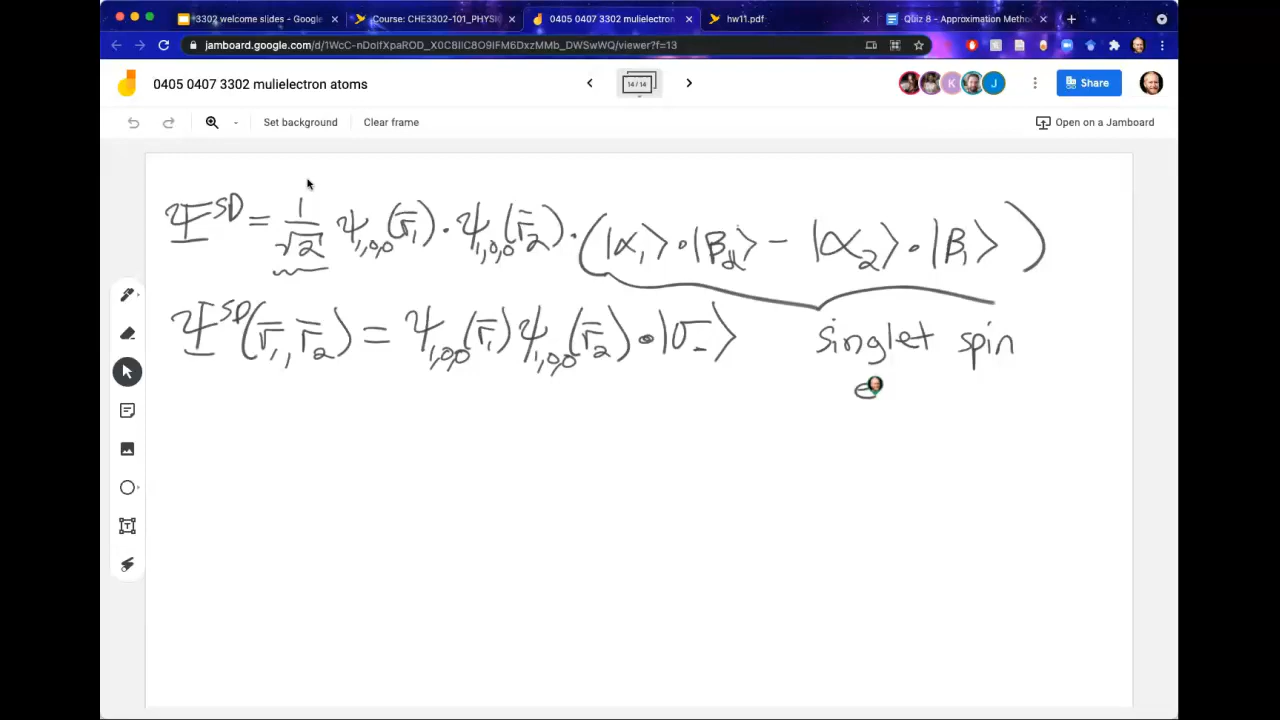 *3302 welcome slides - Google
Course: CHE3302-101_PHYSI
0405 0407 3302 mulielectron a
hw11.pdf
Quiz 8 - Approximation Metho
jamboard.google.com/d/1WcC-nDoIfXpaROD_X0C8IlC8O9IFM6DxzMMb_DWSwWQ/viewer?f=13
0405 0407 3302 mulielectron atoms
14 / 14
K
J
Share
Set background
Clear frame
Open on a Jamboard
Ψ^SD = 1/√2 ψ_1,0,0(r̄_1) · ψ_1,0,0(r̄_2) · (|α_1⟩ · |β_2⟩ − |α_2⟩ · |β_1⟩)
Ψ^SD(r̄_1, r̄_2) = ψ_1,0,0(r̄_1) ψ_1,0,0(r̄_2) · |σ_−⟩
singlet spin
e